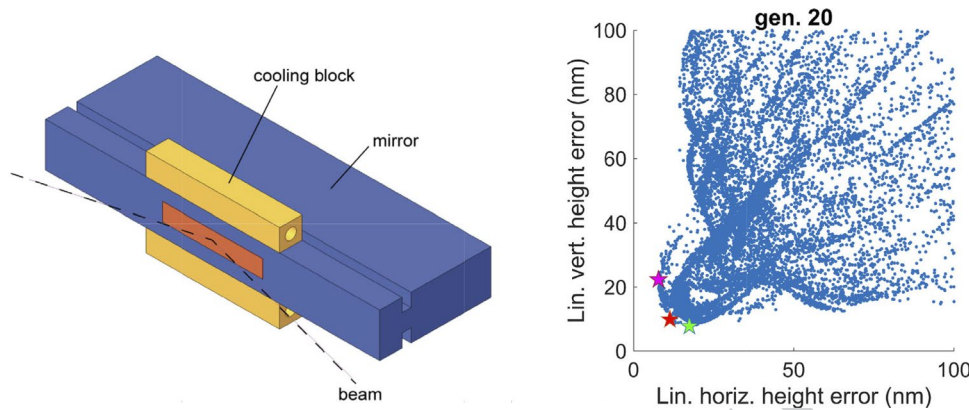 cooling block
mirror
beam
gen. 20
100
80
60
40
20
0
Lin. vert. height error (nm)
0
50
100
Lin. horiz. height error (nm)